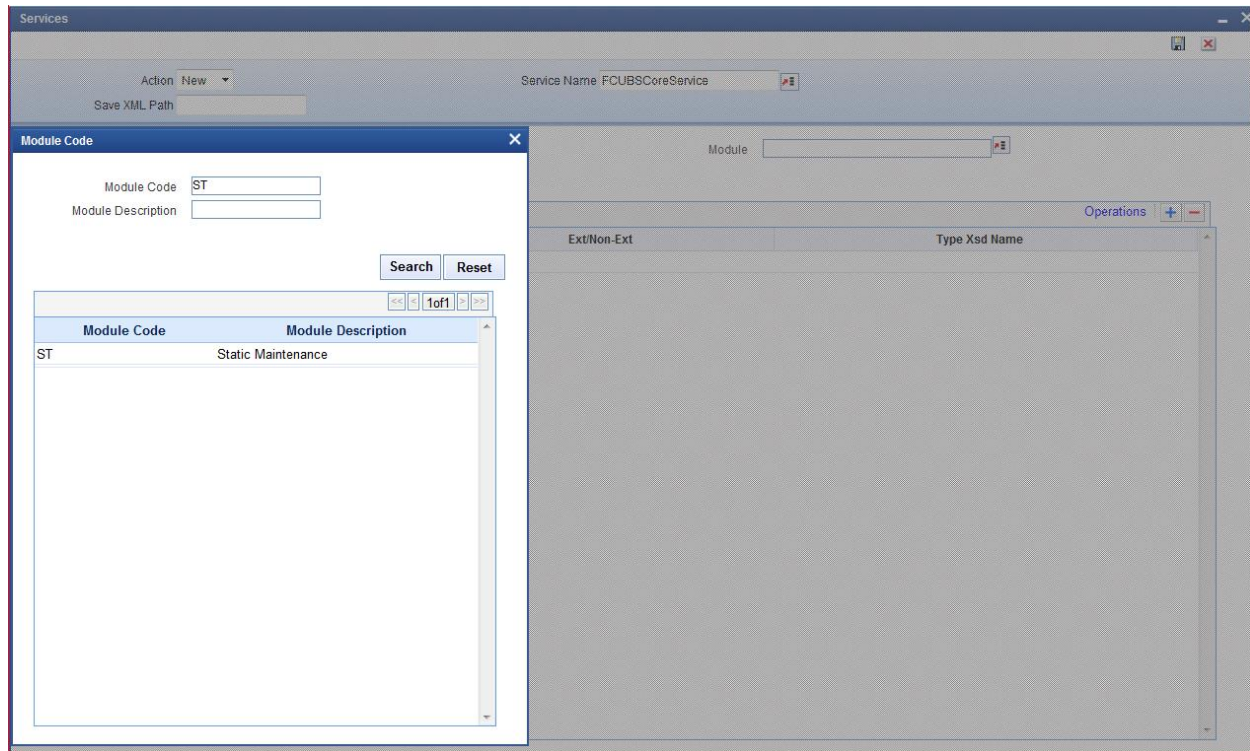 Services
Action New
Service Name FCUBSCoreService
Save XML Path
Module Code
Module
Module Code ST
Module Description
Operations
Ext/Non-Ext Type Xsd Name
Search Reset
<< < 1of1 > >>
Module Code Module Description
ST Static Maintenance